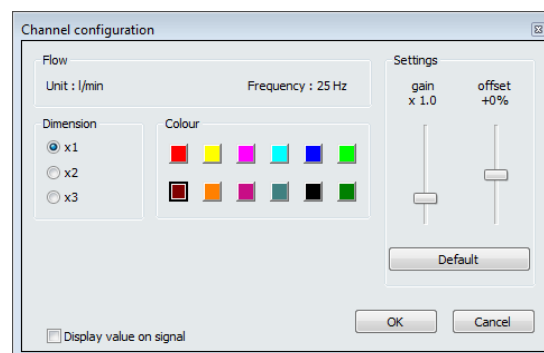 Channel configuration
Flow
Unit : l/min
Frequency : 25 Hz
Settings
gain
x 1.0
offset
+0%
Dimension
x1
x2
x3
Colour
Default
OK
Cancel
Display value on signal